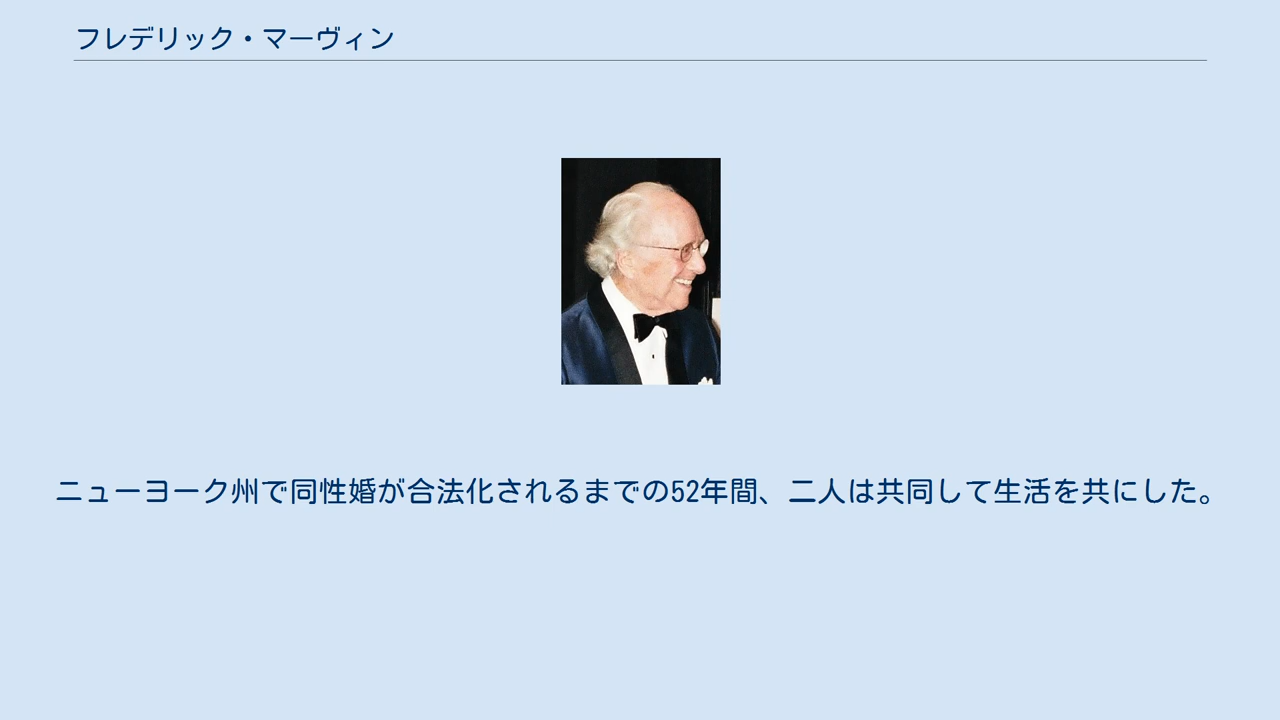 フレデリック・マーヴィン
ニューヨーク州で同性婚が合法化されるまでの52年間、二人は共同して生活を共にした。